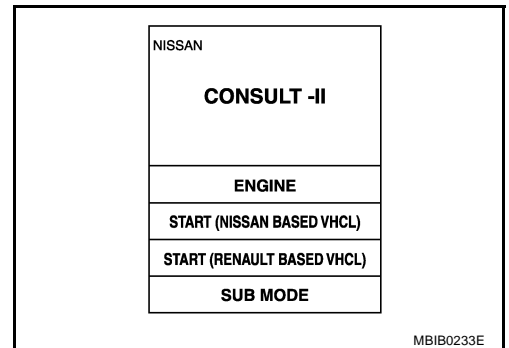 NISSAN
CONSULT -II
ENGINE
START (NISSAN BASED VHCL)
START (RENAULT BASED VHCL)
SUB MODE
MBIB0233E